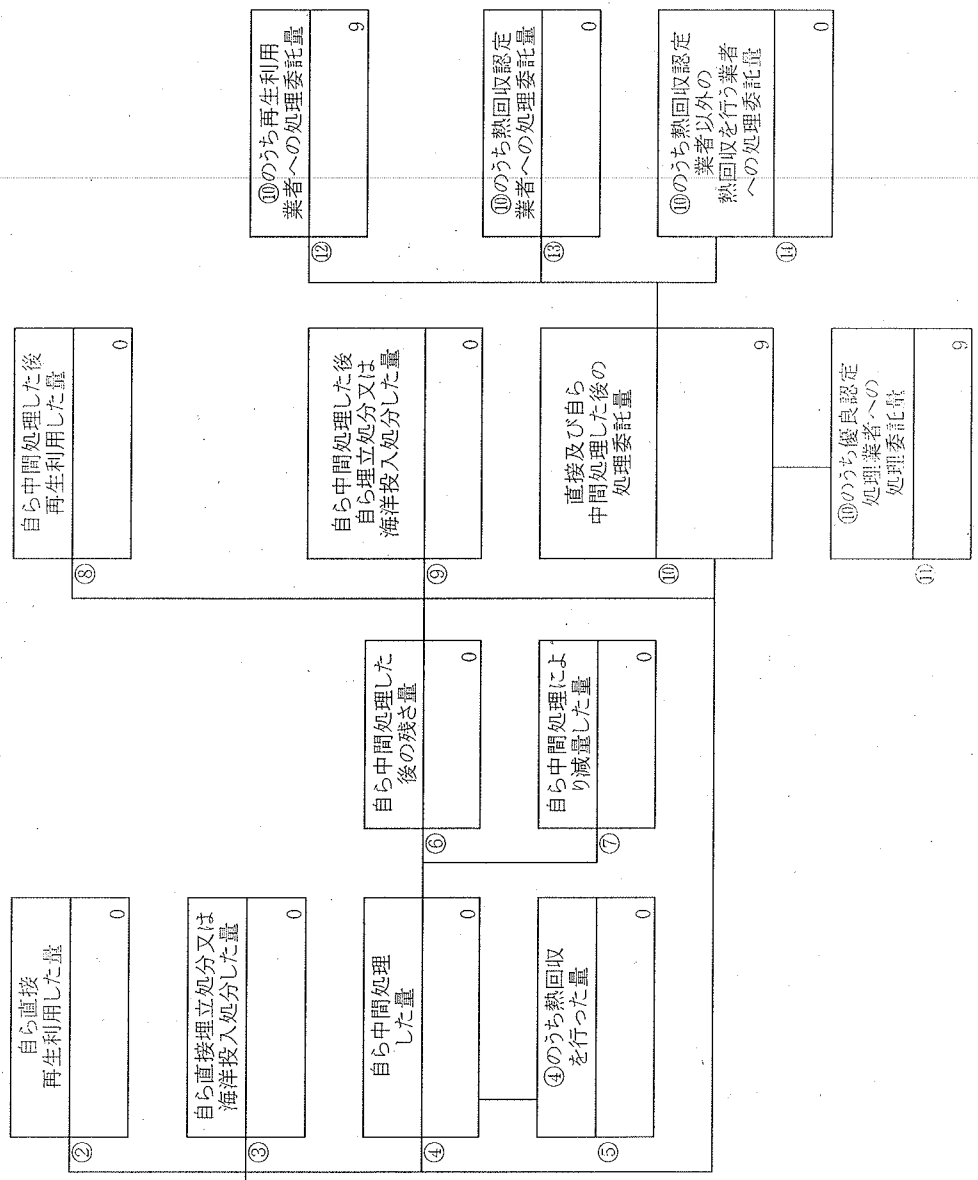 ②
自ら直接
再生利用した量
0
③
自ら直接埋立処分又は
海洋投入処分した量
0
④
自ら中間処理
した量
0
⑤
④のうち熱回収
を行った量
0
⑥
自ら中間処理した
後の残さ量
0
⑦
自ら中間処理によ
り減量した量
0
⑧
自ら中間処理した後
再生利用した量
0
⑨
自ら中間処理した後
自ら埋立処分又は
海洋投入処分した量
0
⑩
直接及び自ら
中間処理した後の
処理委託量
9
⑪
⑩のうち優良認定
処理業者への
処理委託量
9
⑫
⑩のうち再生利用
業者への処理委託量
9
⑬
⑩のうち熱回収認定
業者への処理委託量
0
⑭
⑩のうち熱回収認定
業者以外の
熱回収を行う業者
への処理委託量
0